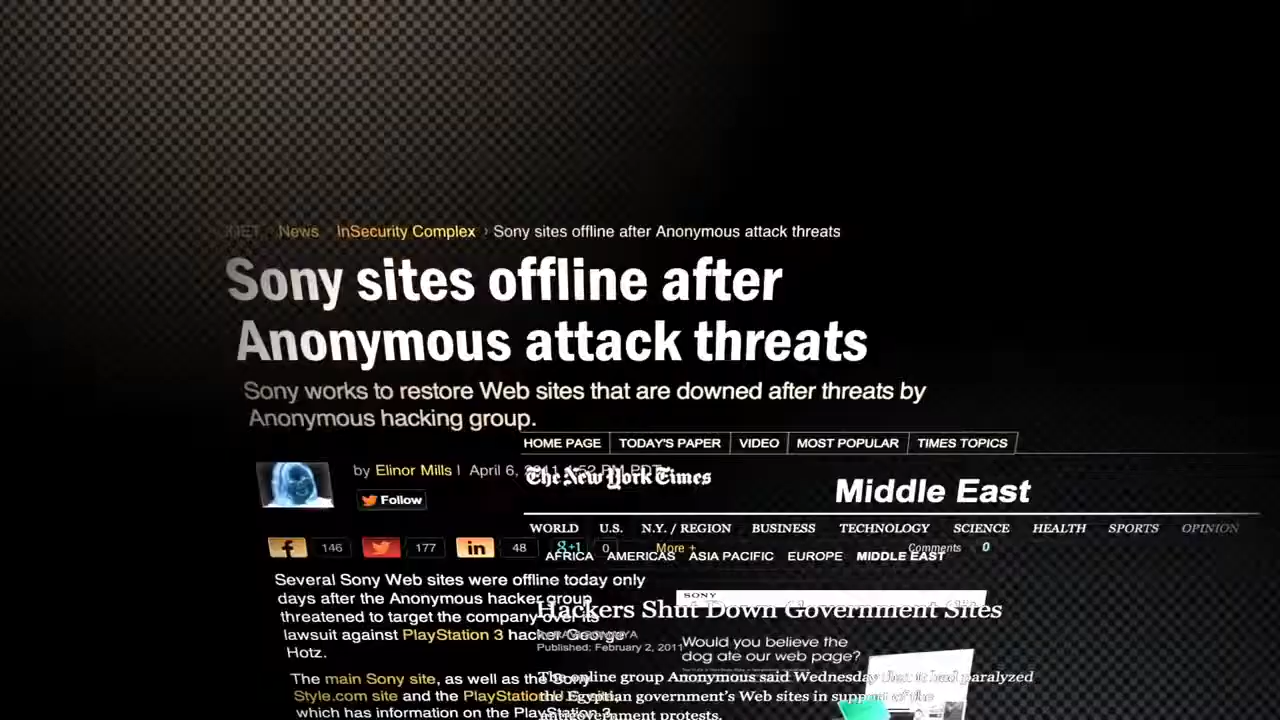 News InSecurity Complex › Sony sites offline after Anonymous attack threats
Sony sites offline after
Anonymous attack threats
Sony works to restore Web sites that are downed after threats by
Anonymous hacking group.
by Elinor Mills | April 6,
Follow
146 177 in 48 0 More +
Comments 0
Several Sony Web sites were offline today only
days after the Anonymous hacker group
threatened to target the company over its
lawsuit against PlayStation 3 hacker George
Hotz.
The main Sony site, as well as the Sony
Style.com site and the PlayStation
which has information on the PlayStation 3,
HOME PAGE TODAY'S PAPER VIDEO MOST POPULAR TIMES TOPICS
The New York Times
Middle East
WORLD U.S. N.Y. / REGION BUSINESS TECHNOLOGY SCIENCE HEALTH SPORTS OPINION
AFRICA AMERICAS ASIA PACIFIC EUROPE MIDDLE EAST
Hackers Shut Down Government Sites
Published: February 2, 2011
The online group Anonymous said Wednesday that it had paralyzed
the Egyptian government's Web sites in support of the
antigovernment protests.
SONY
Would you believe the
dog ate our web page?